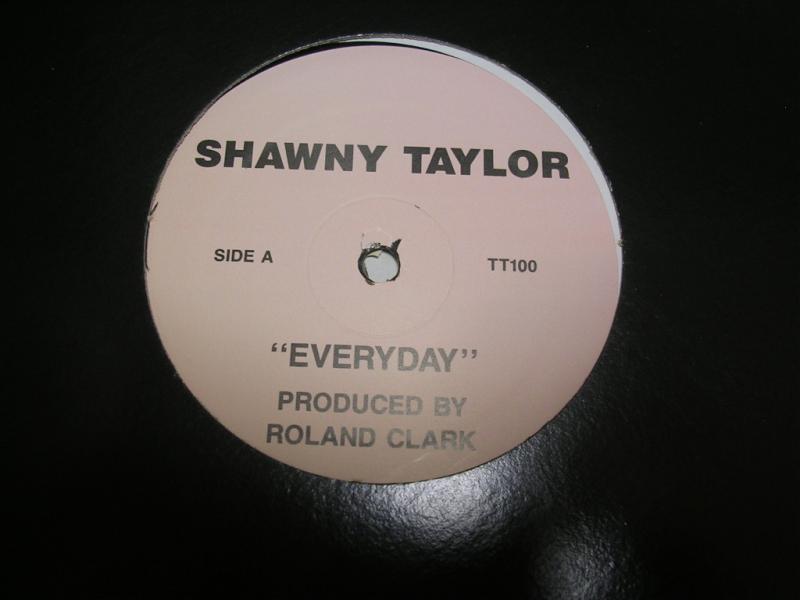 SHAWNY TAYLOR
SIDE A
TT100
“EVERYDAY”
PRODUCED BY
ROLAND CLARK